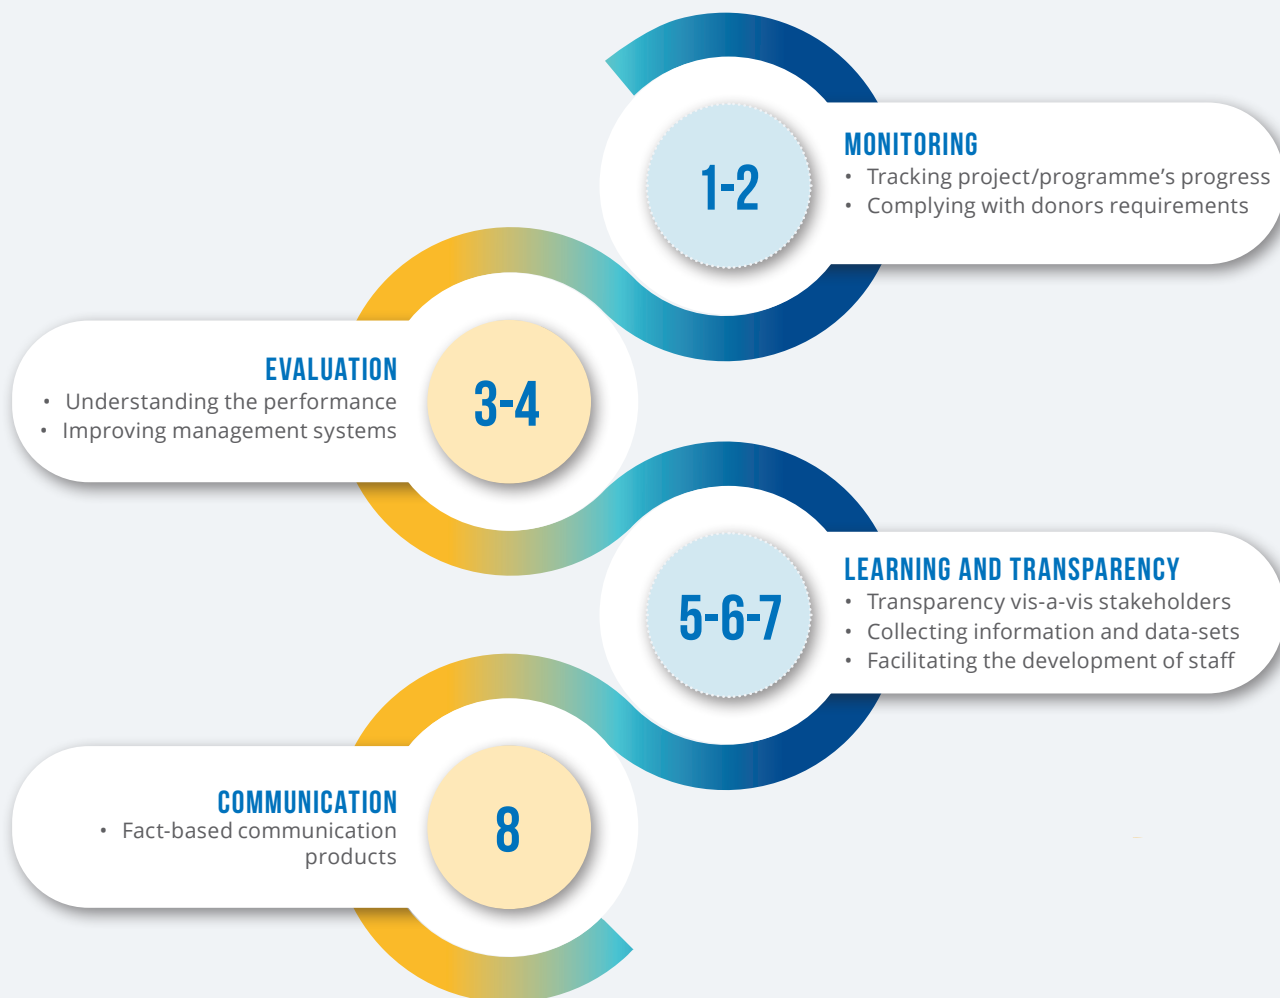 1-2
MONITORING
• Tracking project/programme's progress
• Complying with donors requirements
EVALUATION
• Understanding the performance
• Improving management systems
3-4
5-6-7
LEARNING AND TRANSPARENCY
• Transparency vis-a-vis stakeholders
• Collecting information and data-sets
• Facilitating the development of staff
COMMUNICATION
• Fact-based communication
products
8